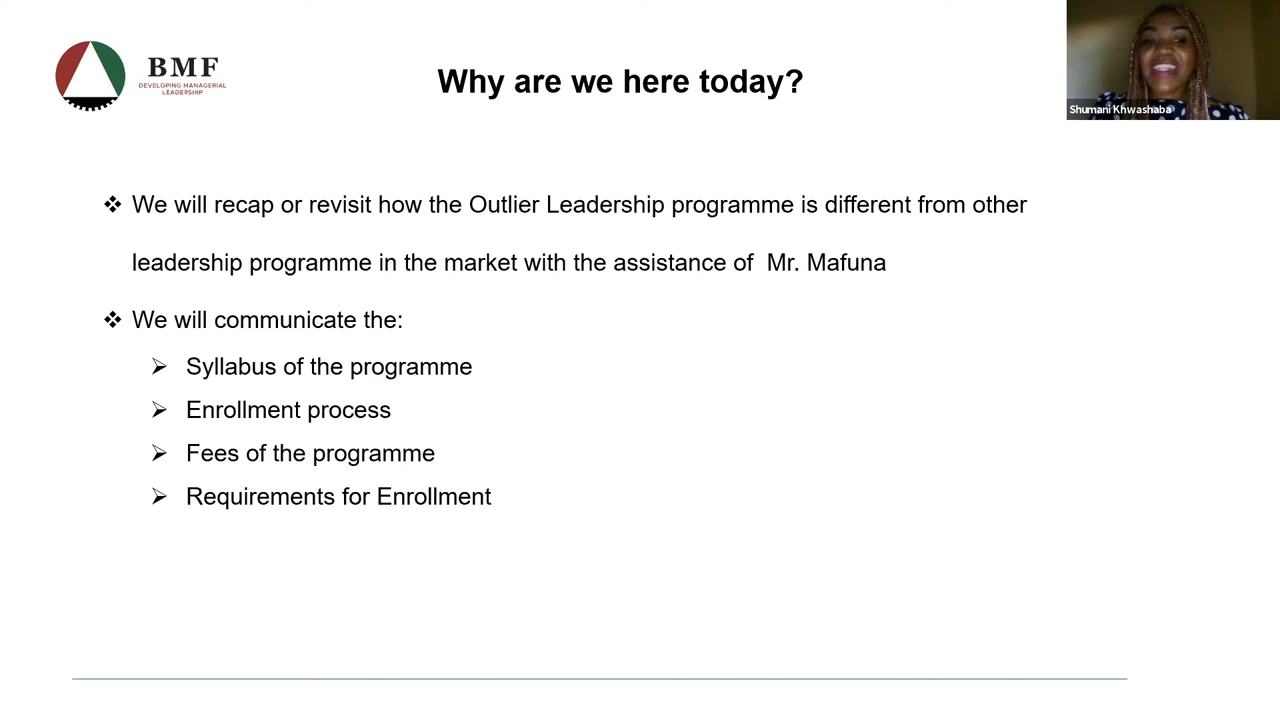 BMF
DEVELOPING MANAGERIAL
LEADERSHIP
Why are we here today?
Shumani Khwashaba
We will recap or revisit how the Outlier Leadership programme is different from other
leadership programme in the market with the assistance of Mr. Mafuna
We will communicate the:
Syllabus of the programme
Enrollment process
Fees of the programme
Requirements for Enrollment